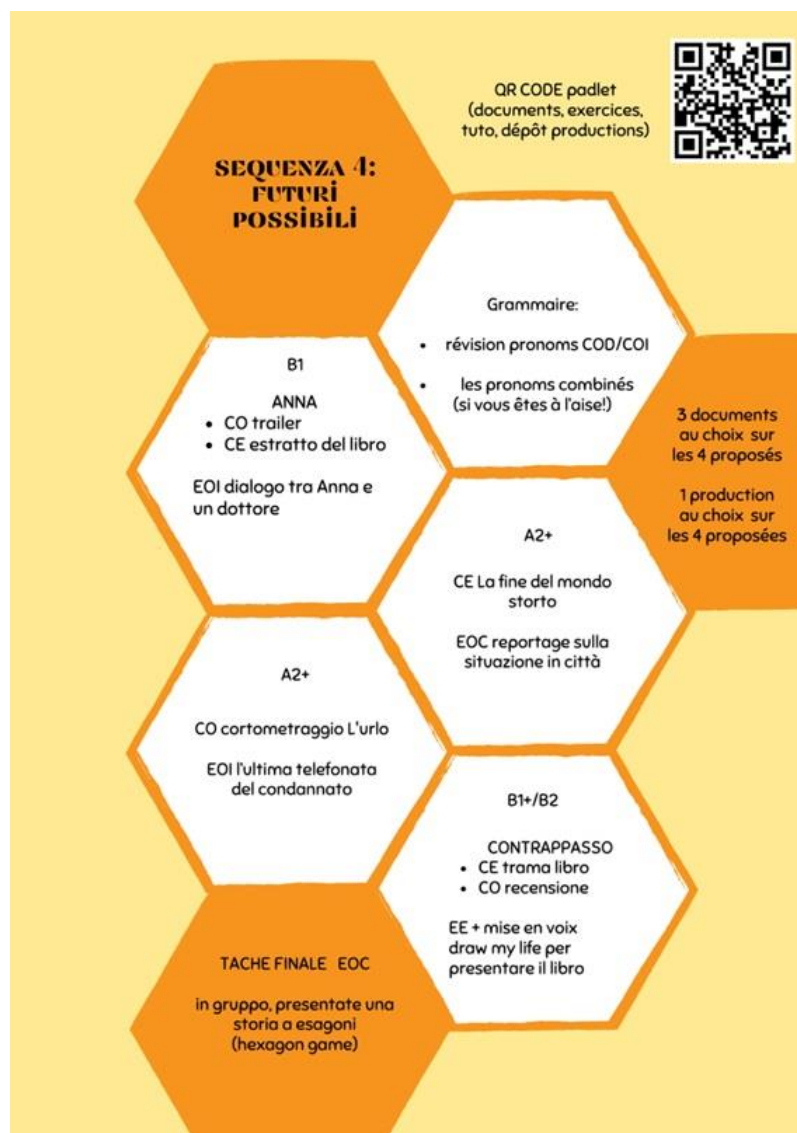 QR CODE padlet
(documents, exercices,
tuto, dépôt productions)
SEQUENZA 4:
FUTURI
POSSIBILI
Grammaire:
• révision pronoms COD/COI
• les pronoms combinés
(si vous êtes à l'aise!)
B1
ANNA
• CO trailer
• CE estratto del libro
EOI dialogo tra Anna e
un dottore
3 documents
au choix sur
les 4 proposés
1 production
au choix sur
les 4 proposées
A2+
CE La fine del mondo
storto
EOC reportage sulla
situazione in città
A2+
CO cortometraggio L'urlo
EOI l'ultima telefonata
del condannato
B1+/B2
CONTRAPPASSO
• CE trama libro
• CO recensione
EE + mise en voix
draw my life per
presentare il libro
TACHE FINALE EOC
in gruppo, presentate una
storia a esagoni
(hexagon game)